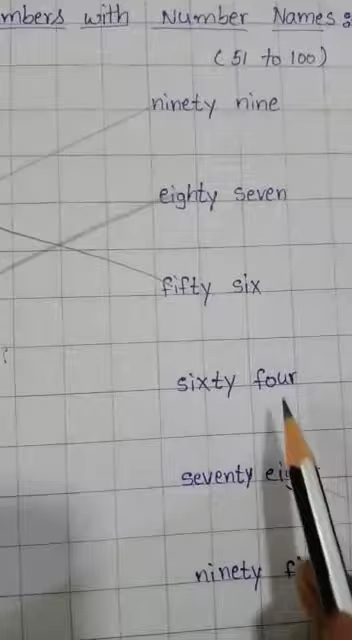 mbers with Number Names:
(51 to 100)
ninety nine
eighty seven
fifty six
sixty four
seventy
ninety